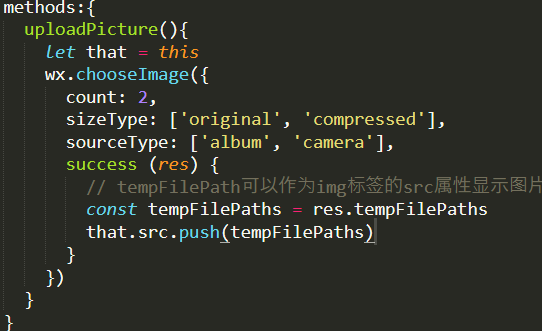 methods:{
uploadPicture(){
let that = this
wx.chooseImage({
count: 2,
sizeType: ['original', 'compressed'],
sourceType: ['album', 'camera'],
success (res) {
// tempFilePath可以作为img标签的src属性显示图片
const tempFilePaths = res.tempFilePaths
that.src.push(tempFilePaths)
}
})
}
}